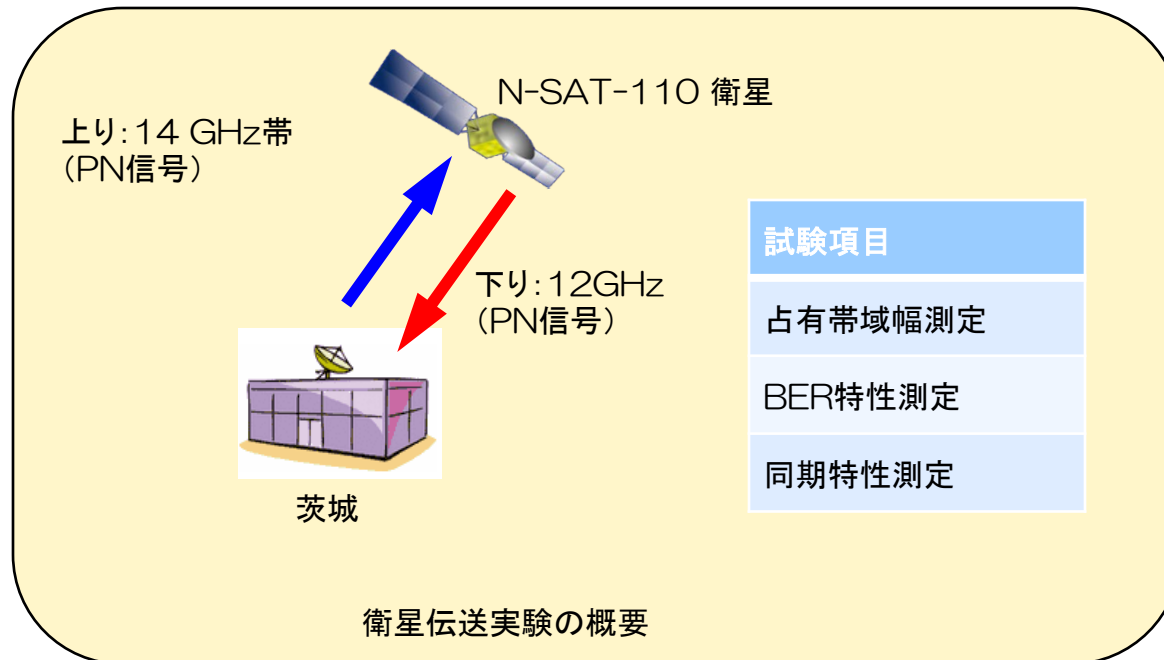 N-SAT-110 衛星
上り:14 GHz帯
(PN信号)
下り:12GHz
(PN信号)
茨城
試験項目
占有帯域幅測定
BER特性測定
同期特性測定
衛星伝送実験の概要